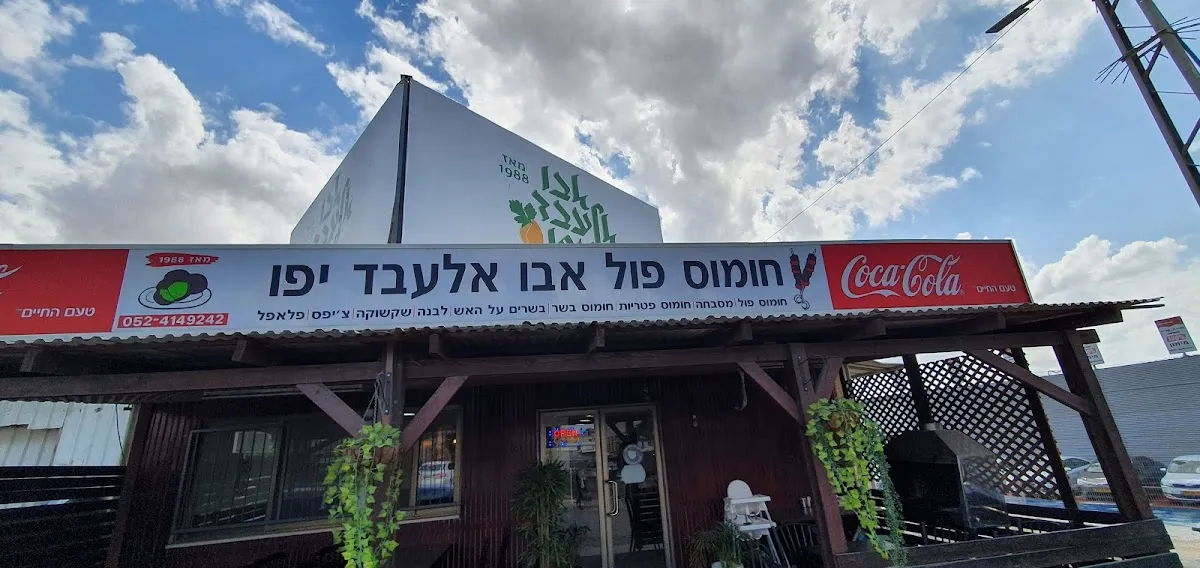 מאז
1988
אבו
אלעבד
טעם החיים
מאז 1988
052-4149242
חומוס פול אבו אלעבד יפו
חומוס פול|מסבחה|חומוס פטריות|חומוס בשר|בשרים על האש|לבנה|שקשוקה|צ׳יפס|פלאפל
Coca-Cola
טעם החיים
OPEN